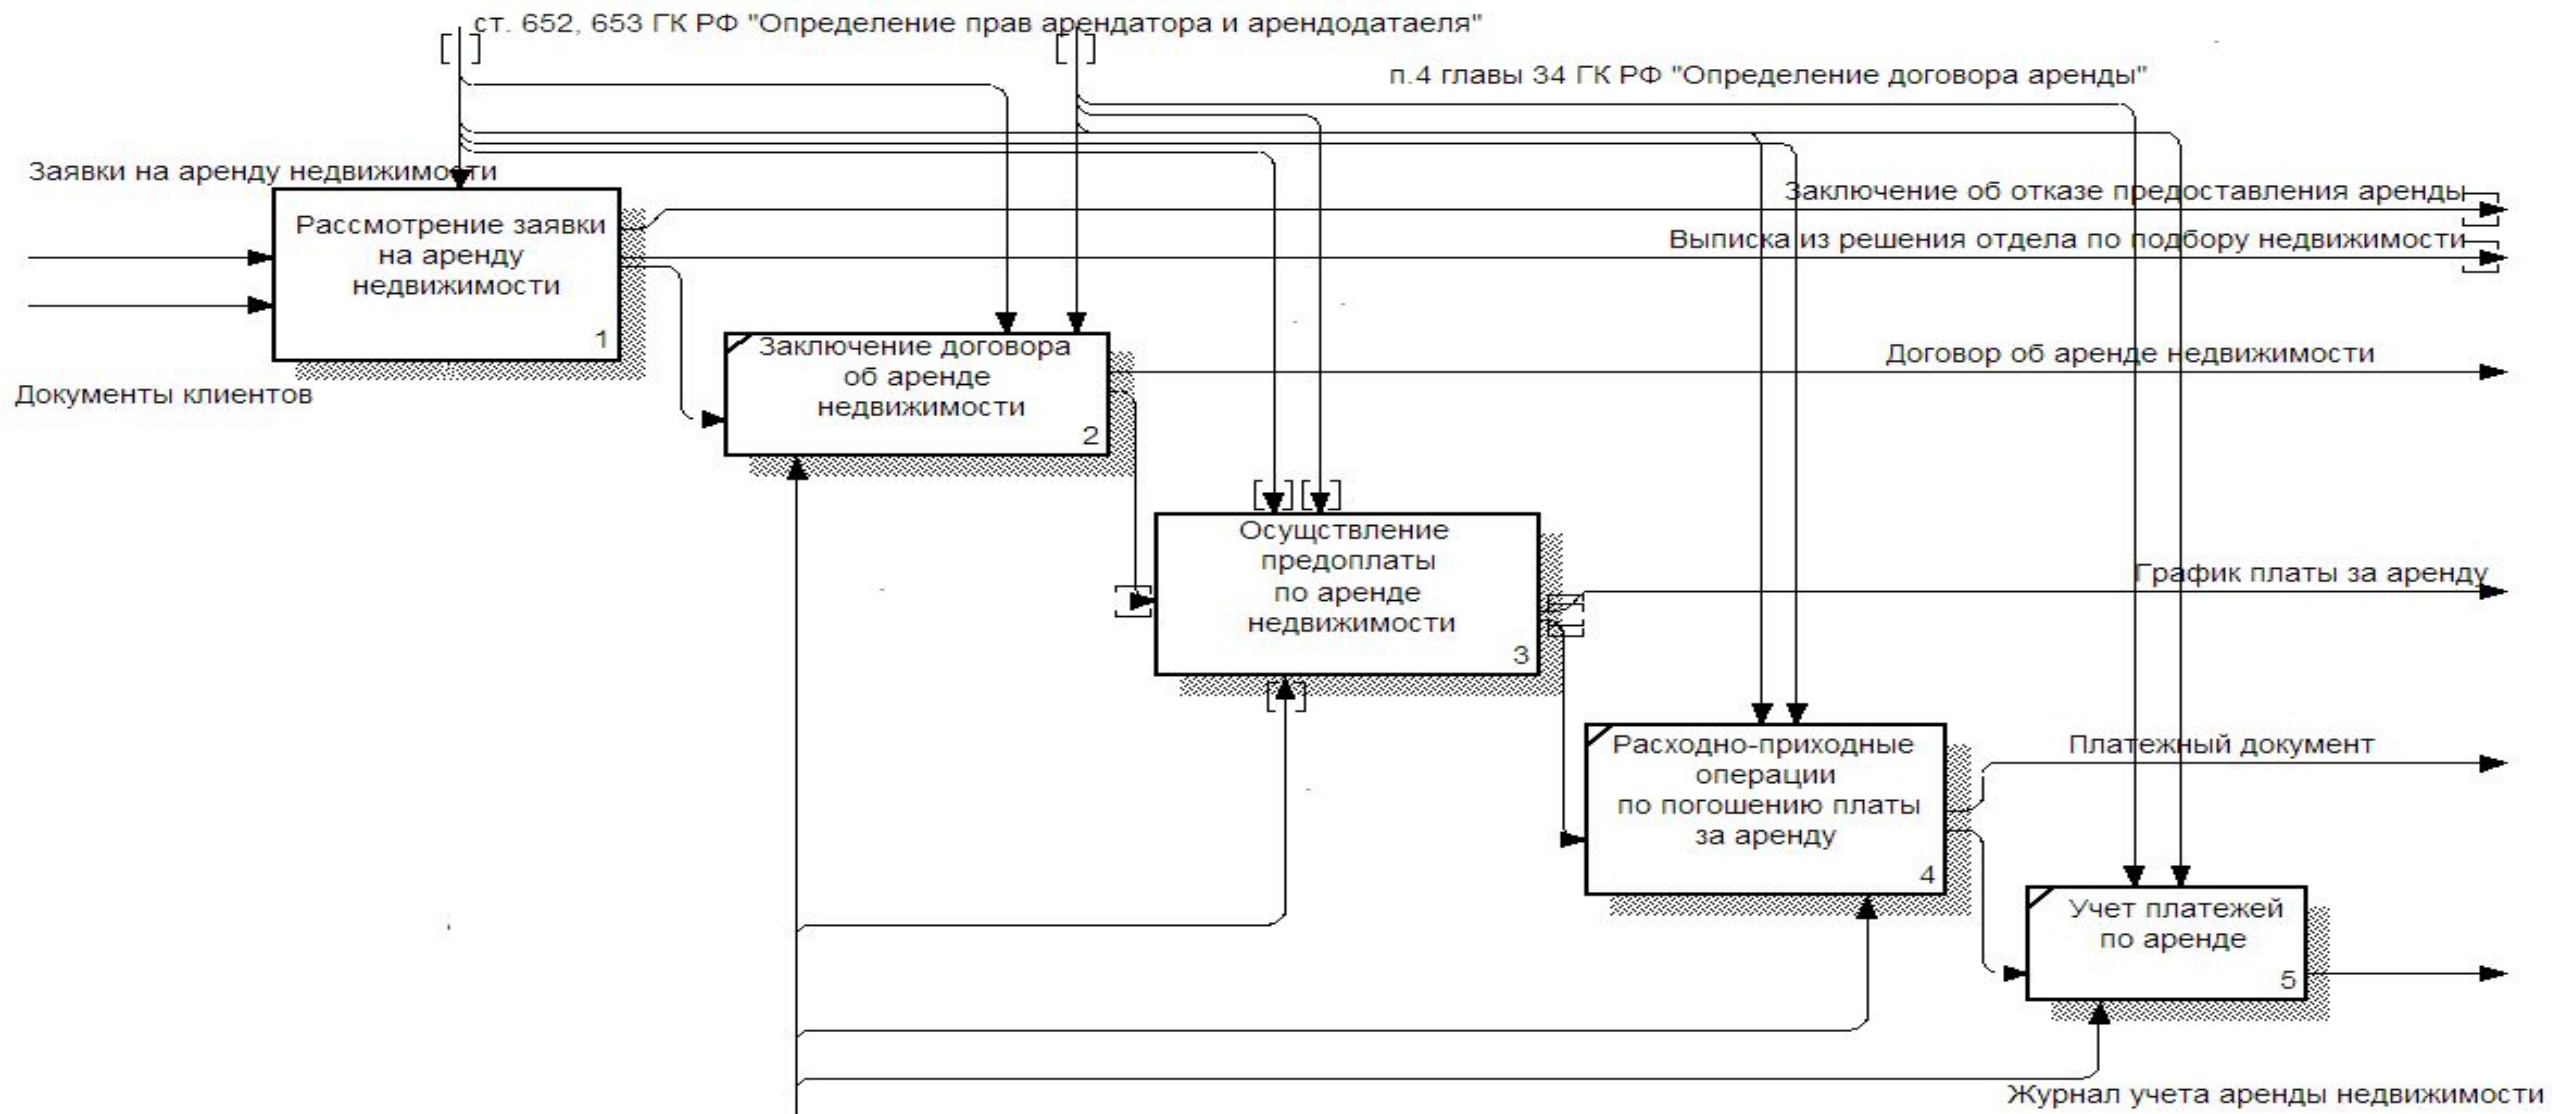 ст. 652, 653 ГК РФ "Определение прав арендатора и арендодатаеля"
п.4 главы 34 ГК РФ "Определение договора аренды"
Заявки на аренду недвижимости
Заключение об отказе предоставления аренды
Рассмотрение заявки
на аренду
недвижимости
1
Выписка из решения отдела по подбору недвижимости
Документы клиентов
Заключение договора
об аренде
недвижимости
2
Договор об аренде недвижимости
Осущствление
предоплаты
по аренде
недвижимости
3
График платы за аренду
Расходно-приходные
операции
по погошению платы
за аренду
4
Платежный документ
Учет платежей
по аренде
5
Журнал учета аренды недвижимости